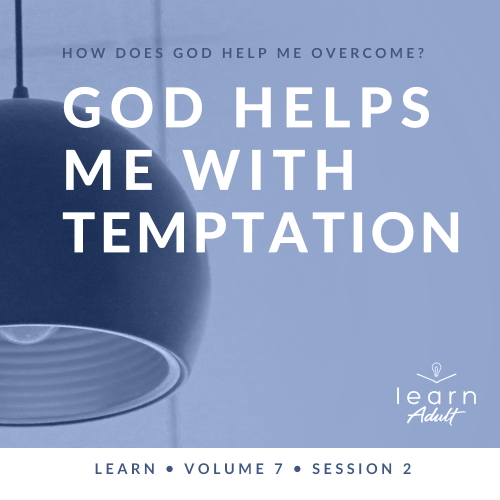 HOW DOES GOD HELP ME OVERCOME?
GOD HELPS
ME WITH
TEMPTATION
learn
Adult
LEARN • VOLUME 7 • SESSION 2